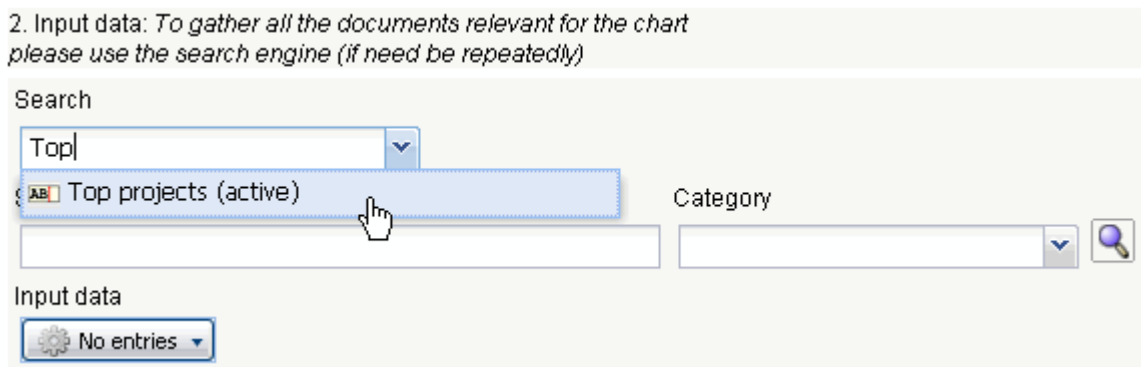 2. Input data: To gather all the documents relevant for the chart
please use the search engine (if need be repeatedly)
Search
Top
AB Top projects (active)
Category
Input data
No entries